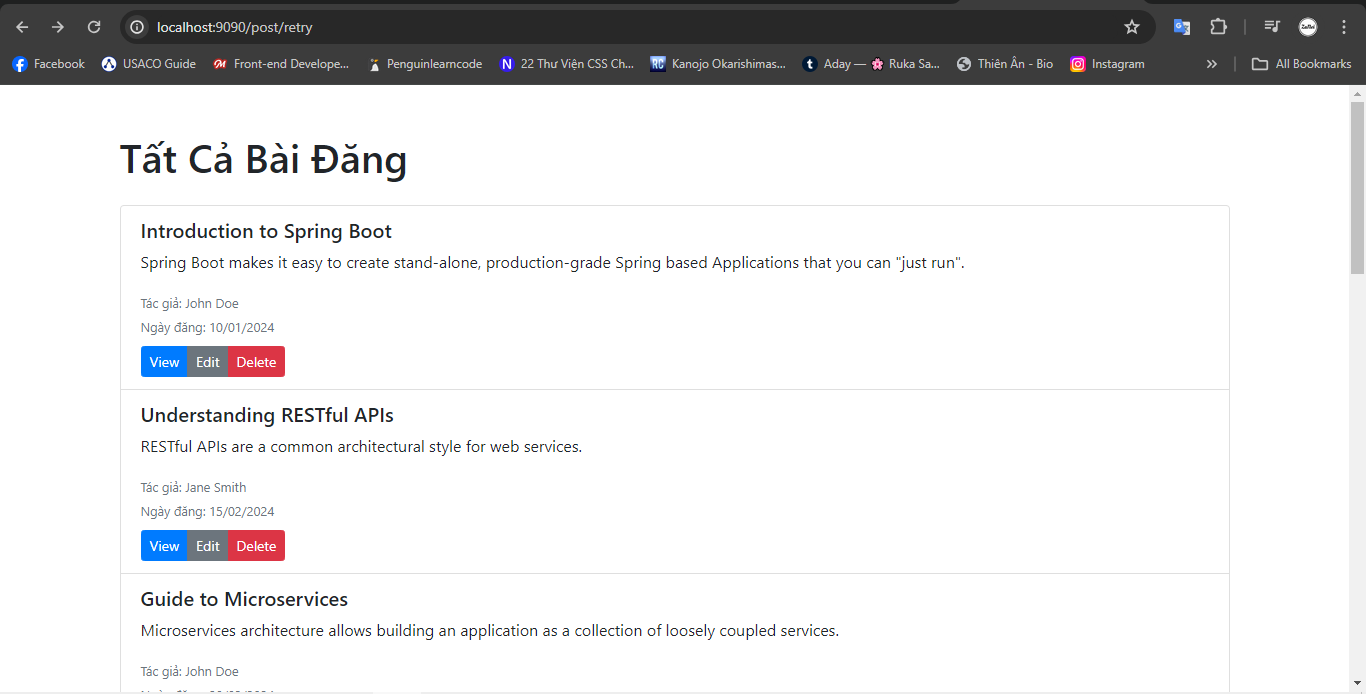 localhost:9090/post/retry
Facebook
USACO Guide
Front-end Develope...
Penguinlearncode
22 Thư Viện CSS Ch...
Kanojo Okarishimas...
Aday — 🌸 Ruka Sa...
Thiên Ân - Bio
Instagram
All Bookmarks
Tất Cả Bài Đăng
Introduction to Spring Boot
Spring Boot makes it easy to create stand-alone, production-grade Spring based Applications that you can "just run".
Tác giả: John Doe
Ngày đăng: 10/01/2024
View Edit Delete
Understanding RESTful APIs
RESTful APIs are a common architectural style for web services.
Tác giả: Jane Smith
Ngày đăng: 15/02/2024
View Edit Delete
Guide to Microservices
Microservices architecture allows building an application as a collection of loosely coupled services.
Tác giả: John Doe